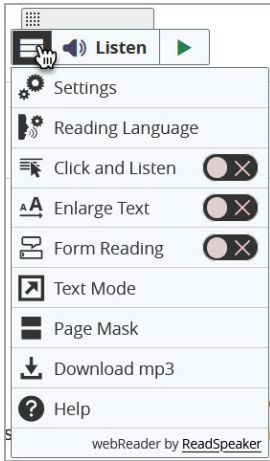 Listen
Settings
Reading Language
Click and Listen
Enlarge Text
Form Reading
Text Mode
Page Mask
Download mp3
Help
webReader by ReadSpeaker